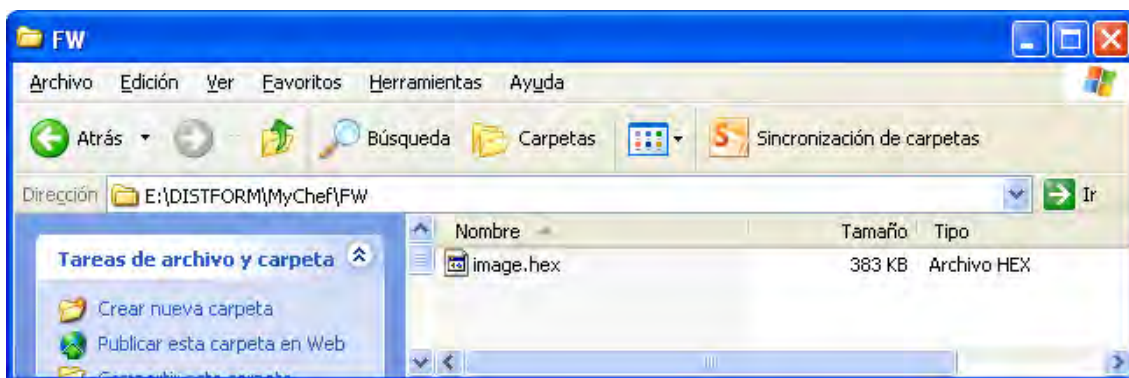 FW
Archivo Edición Ver Favoritos Herramientas Ayuda
Atrás Búsqueda Carpetas S Sincronización de carpetas
Dirección E:\DISTFORM\MyChef\FW Ir
Tareas de archivo y carpeta
Nombre Tamaño Tipo
image.hex 383 KB Archivo HEX
Crear nueva carpeta
Publicar esta carpeta en Web